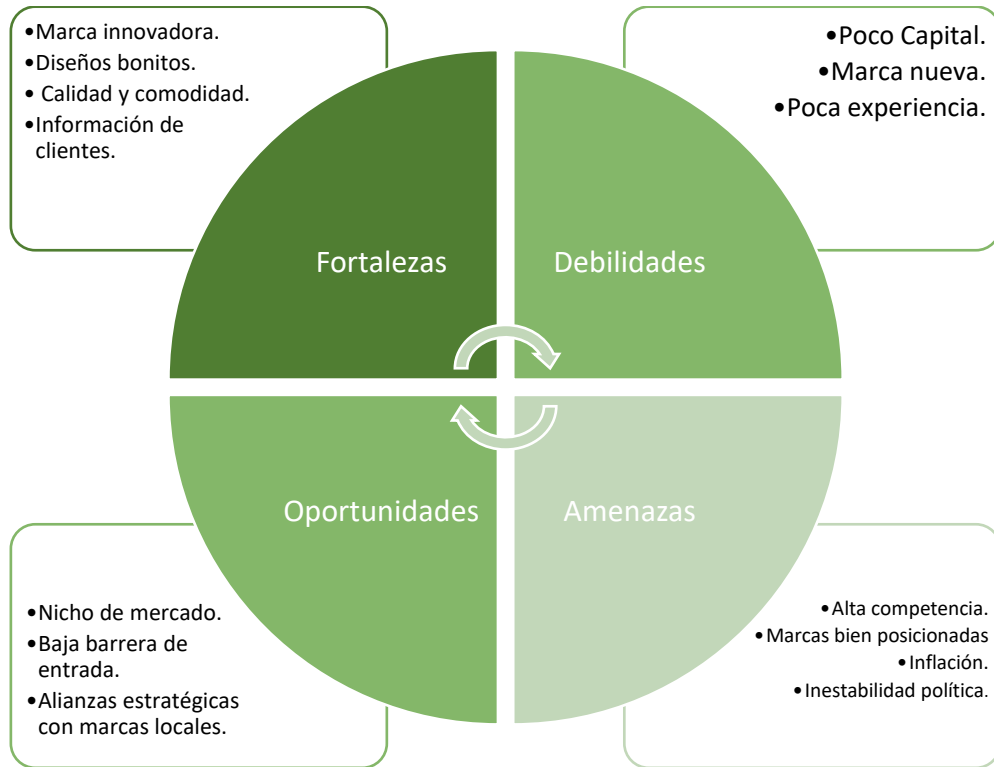 •Marca innovadora.
•Diseños bonitos.
• Calidad y comodidad.
•Información de
clientes.
•Poco Capital.
•Marca nueva.
•Poca experiencia.
Fortalezas
Debilidades
Oportunidades
Amenazas
•Nicho de mercado.
•Baja barrera de
entrada.
•Alianzas estratégicas
con marcas locales.
•Alta competencia.
•Marcas bien posicionadas
•Inflación.
•Inestabilidad política.